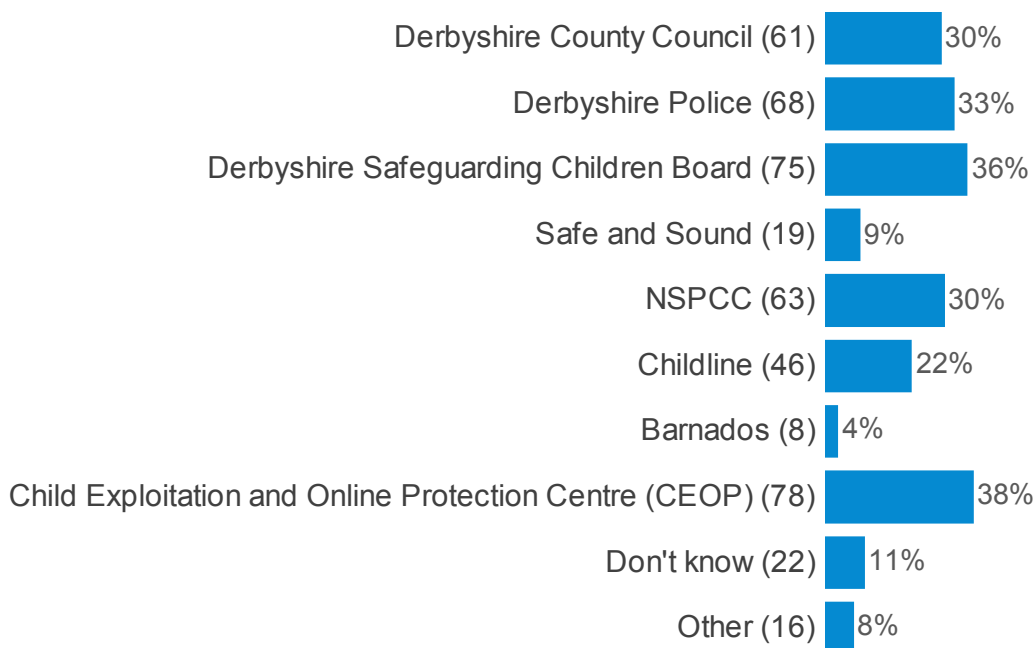 Derbyshire County Council (61) 30%
Derbyshire Police (68) 33%
Derbyshire Safeguarding Children Board (75) 36%
Safe and Sound (19) 9%
NSPCC (63) 30%
Childline (46) 22%
Barnados (8) 4%
Child Exploitation and Online Protection Centre (CEOP) (78) 38%
Don't know (22) 11%
Other (16) 8%